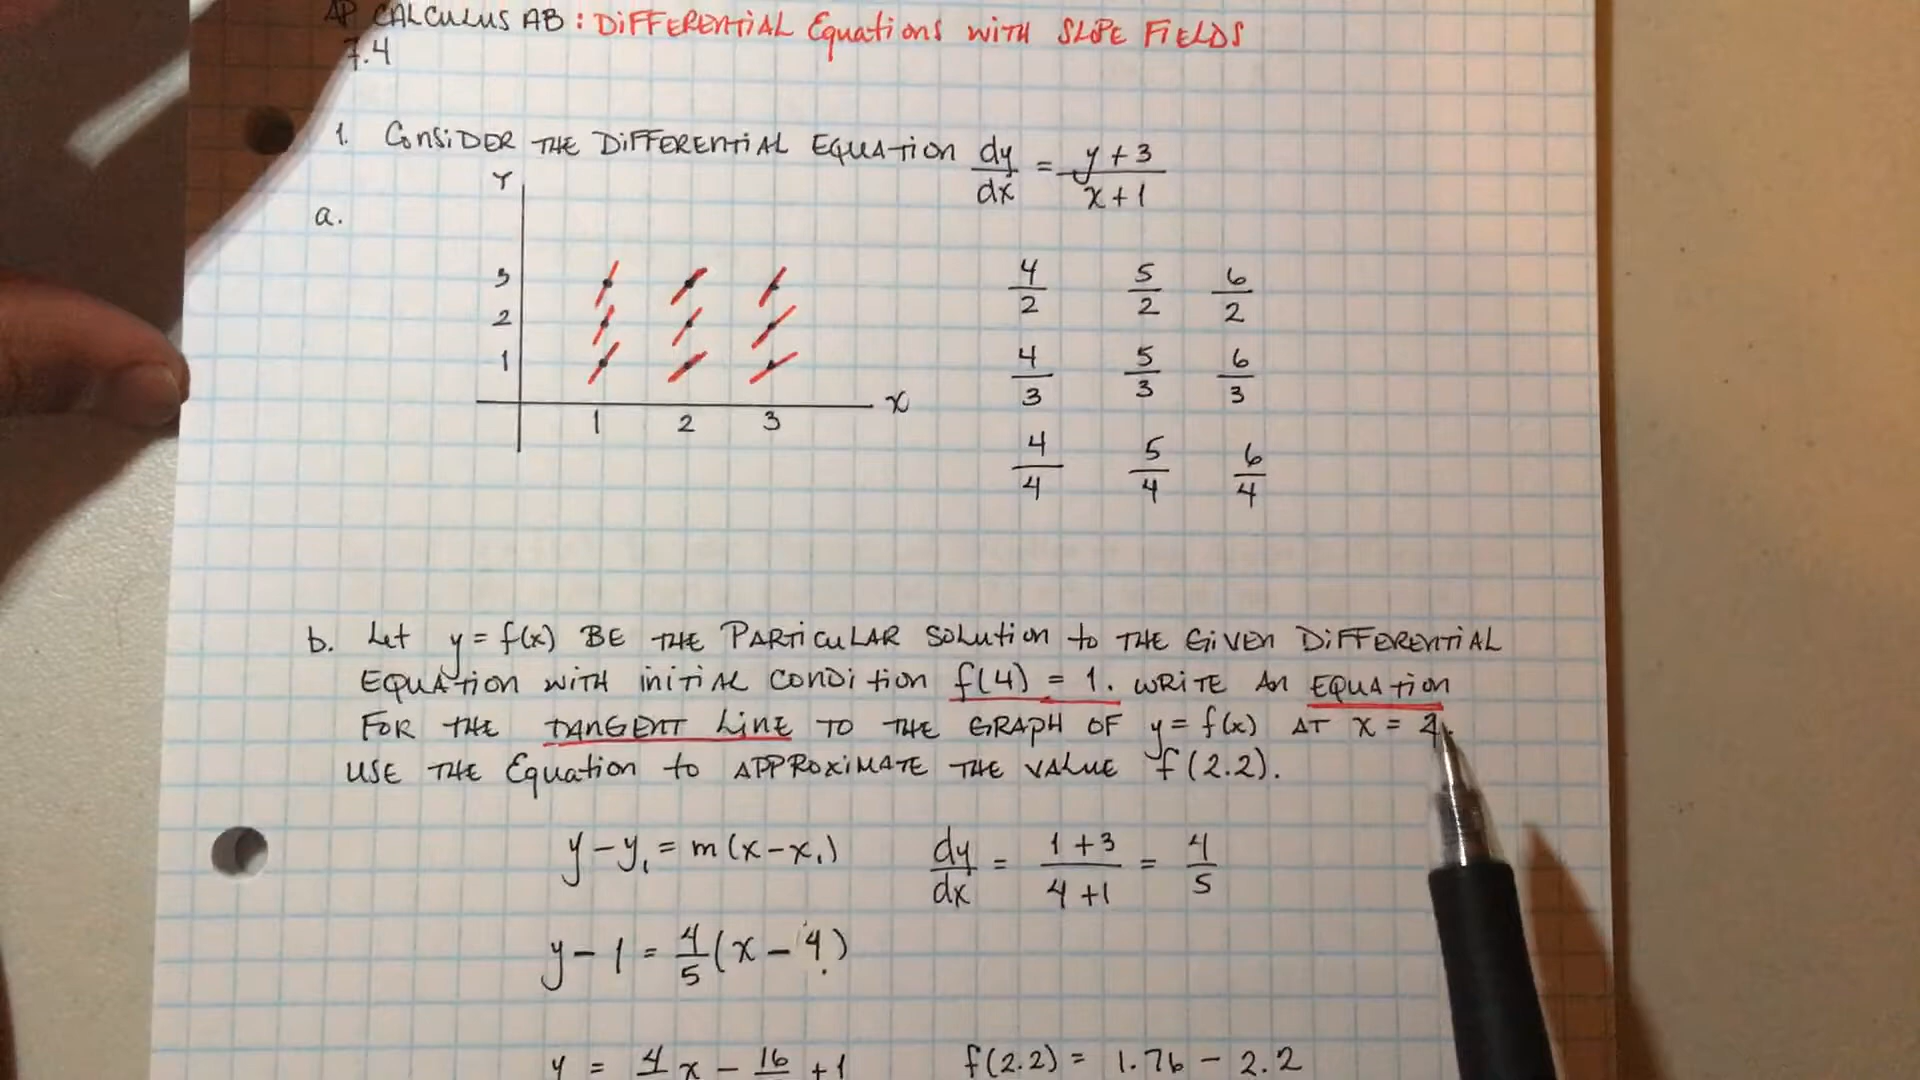 AP CALCULUS AB: DIFFERENTIAL Equations WITH SLOPE FIELDS
7.4
1. CONSIDER THE DIFFERENTIAL EQUATION dy/dx = y+3/x+1
Y
a.
3
2
1
x
1 2 3
4/2 5/2 6/2
4/3 5/3 6/3
4/4 5/4 6/4
b. Let y = f(x) BE THE PARTICULAR SOLUTION to THE GIVEN DIFFERENTIAL
EQUATION WITH INITIAL CONDITION f(4) = 1. WRITE AN EQUATION
FOR THE TANGENT LINE TO THE GRAPH OF y = f(x) AT x =
USE THE Equation to APPROXIMATE THE VALUE f(2.2).
y - y₁ = m(x - x₁) dy/dx = 1+3/4+1 = 4/5
y - 1 = 4/5(x - 4)
y = 4 x - 16 + 1 f(2.2) = 1.76 - 2.2